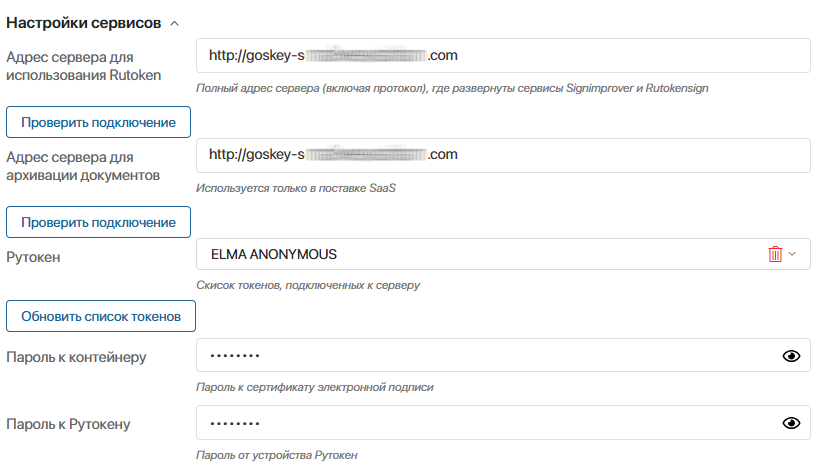 Настройки сервисов
Адрес сервера для
использования Rutoken
http://goskey-s .com
Полный адрес сервера (включая протокол), где развернуты сервисы Signimprover и Rutokensign
Проверить подключение
Адрес сервера для
архивации документов
http://goskey-s .com
Используется только в поставке SaaS
Проверить подключение
Рутокен
ELMA ANONYMOUS
Скисок токенов, подключенных к серверу
Обновить список токенов
Пароль к контейнеру
••••••••
Пароль к сертификату электронной подписи
Пароль к Рутокену
••••••••
Пароль от устройства Рутокен